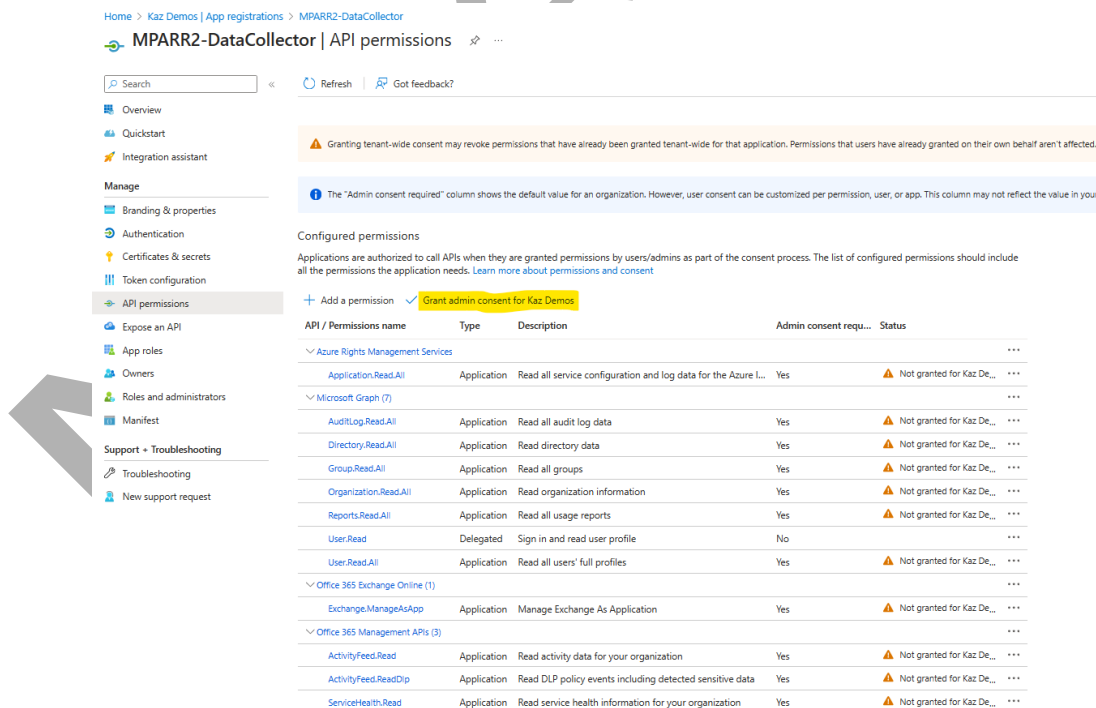 Home > Kaz Demos | App registrations > MPARR2-DataCollector
MPARR2-DataCollector | API permissions
Search
Refresh
Got feedback?
Overview
Quickstart
Integration assistant
Manage
Branding & properties
Authentication
Certificates & secrets
Token configuration
API permissions
Expose an API
App roles
Owners
Roles and administrators
Manifest
Support + Troubleshooting
Troubleshooting
New support request
Granting tenant-wide consent may revoke permissions that have already been granted tenant-wide for that application. Permissions that users have already granted on their own behalf aren't affected.
The "Admin consent required" column shows the default value for an organization. However, user consent can be customized per permission, user, or app. This column may not reflect the value in your
Configured permissions
Applications are authorized to call APIs when they are granted permissions by users/admins as part of the consent process. The list of configured permissions should include
all the permissions the application needs. Learn more about permissions and consent
Add a permission Grant admin consent for Kaz Demos
API / Permissions name Type Description Admin consent requ... Status
Azure Rights Management Services
Application.Read.All Application Read all service configuration and log data for the Azure I... Yes Not granted for Kaz De...
Microsoft Graph (7)
AuditLog.Read.All Application Read all audit log data Yes Not granted for Kaz De...
Directory.Read.All Application Read directory data Yes Not granted for Kaz De...
Group.Read.All Application Read all groups Yes Not granted for Kaz De...
Organization.Read.All Application Read organization information Yes Not granted for Kaz De...
Reports.Read.All Application Read all usage reports Yes Not granted for Kaz De...
User.Read Delegated Sign in and read user profile No
User.Read.All Application Read all users' full profiles Yes Not granted for Kaz De...
Office 365 Exchange Online (1)
Exchange.ManageAsApp Application Manage Exchange As Application Yes Not granted for Kaz De...
Office 365 Management APIs (3)
ActivityFeed.Read Application Read activity data for your organization Yes Not granted for Kaz De...
ActivityFeed.ReadDlp Application Read DLP policy events including detected sensitive data Yes Not granted for Kaz De...
ServiceHealth.Read Application Read service health information for your organization Yes Not granted for Kaz De...